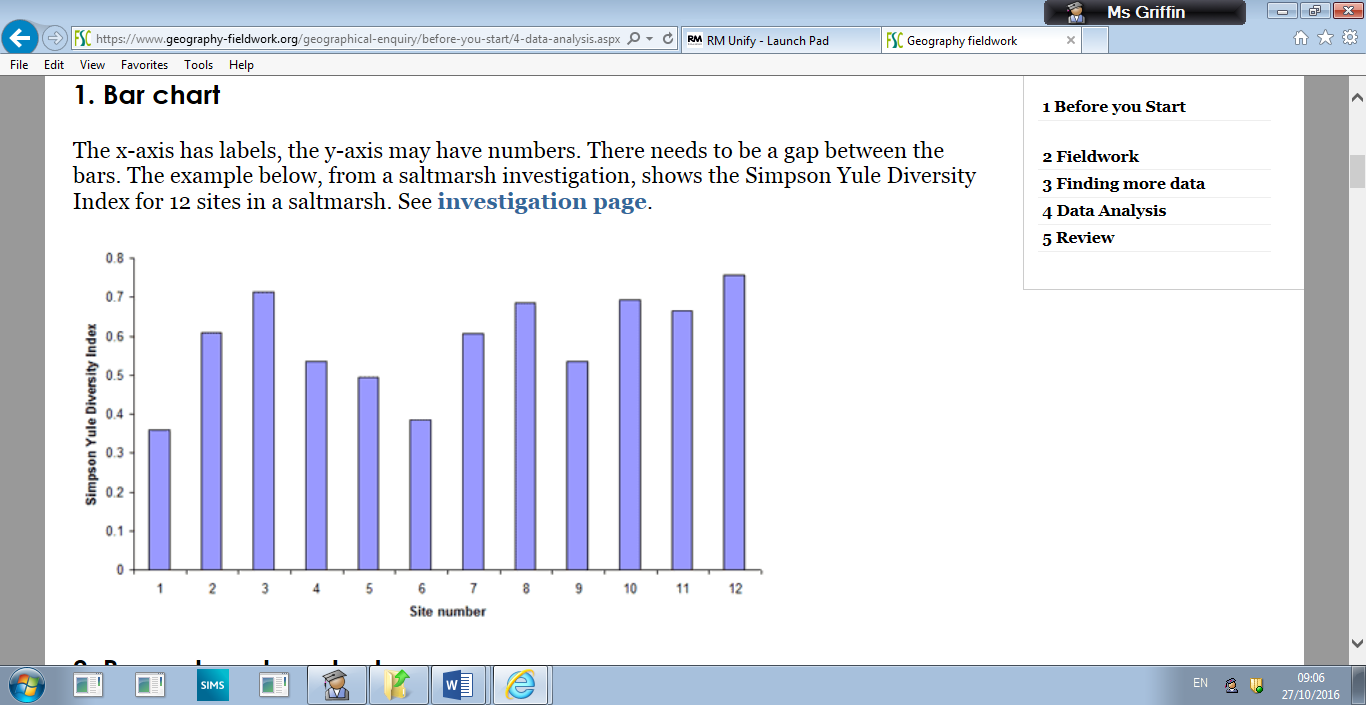 Ms Griffin
FSC https://www.geography-fieldwork.org/geographical-enquiry/before-you-start/4-data-analysis.aspx
RM RM Unify - Launch Pad
FSC Geography fieldwork
File Edit View Favorites Tools Help
1. Bar chart
The x-axis has labels, the y-axis may have numbers. There needs to be a gap between the
bars. The example below, from a saltmarsh investigation, shows the Simpson Yule Diversity
Index for 12 sites in a saltmarsh. See investigation page.
1 Before you Start
2 Fieldwork
3 Finding more data
4 Data Analysis
5 Review
Simpson Yule Diversity Index
0.8
0.7
0.6
0.5
0.4
0.3
0.2
0.1
0
1 2 3 4 5 6 7 8 9 10 11 12
Site number
SIMS
W
EN
09:06
27/10/2016